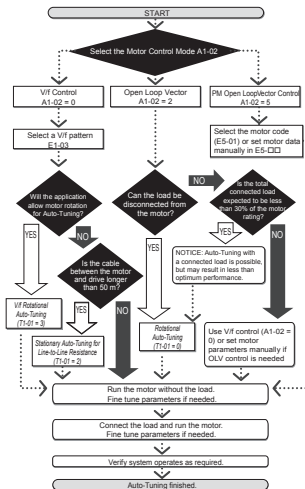 START
Select the Motor Control Mode A1-02
V/f Control
A1-02 = 0
Open Loop Vector
A1-02 = 2
PM Open LoopVector Control
A1-02 = 5
Select a V/f pattern
E1-03
Select the motor code
(E5-01) or set motor data
manually in E5-□□
Will the application
allow motor rotation
for Auto-Tuning?
Can the load be
disconnected from
the motor?
NO
Is the total
connected load
expected to be less
than 30% of the motor
rating?
YES
NO
YES
YES
NO
Is the cable
between the motor
and drive longer
than 50 m?
NOTICE: Auto-Tuning with
a connected load is possible,
but may result in less than
optimum performance.
V/f Rotational
Auto-Tuning
(T1-01 = 3)
YES
NO
Stationary Auto-Tuning for
Line-to-Line Resistance
(T1-01 = 2)
Rotational
Auto-Tuning
(T1-01 = 0)
Use V/f control (A1-02 =
0) or set motor
parameters manually if
OLV control is needed
Run the motor without the load.
Fine tune parameters if needed.
Connect the load and run the motor.
Fine tune parameters if needed.
Verify system operates as required.
Auto-Tuning finished.